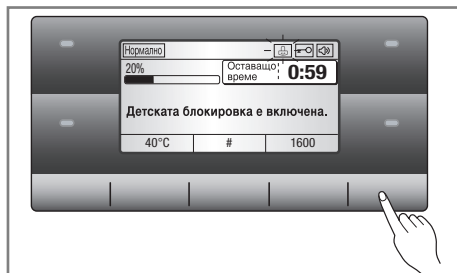 Нормално
20%
Оставащо
време
0:59
Детската блокировка е включена.
40°C
#
1600